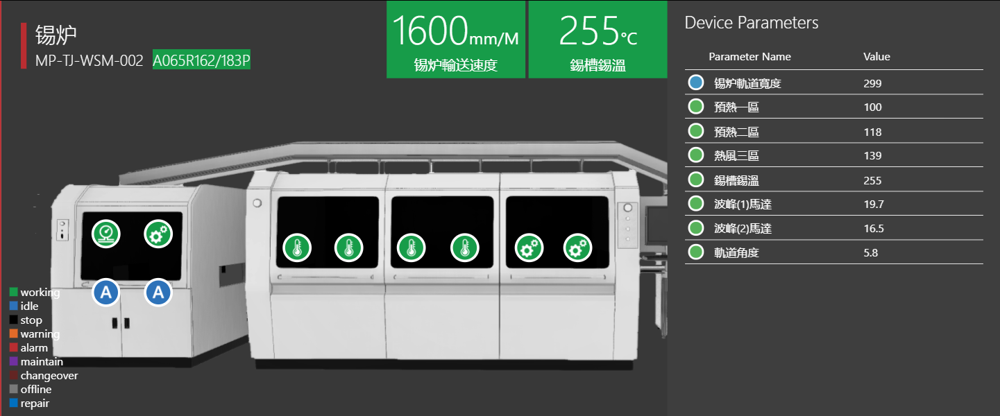 锡炉
MP-TJ-WSM-002 A065R162/183P
1600mm/M
锡炉輸送速度
255°C
錫槽錫溫
Device Parameters
Parameter Name Value
锡炉軌道寬度 299
預熱一區 100
預熱二區 118
熱風三區 139
錫槽錫溫 255
波峰(1)馬達 19.7
波峰(2)馬達 16.5
軌道角度 5.8
A A
working
idle
stop
warning
alarm
maintain
changeover
offline
repair